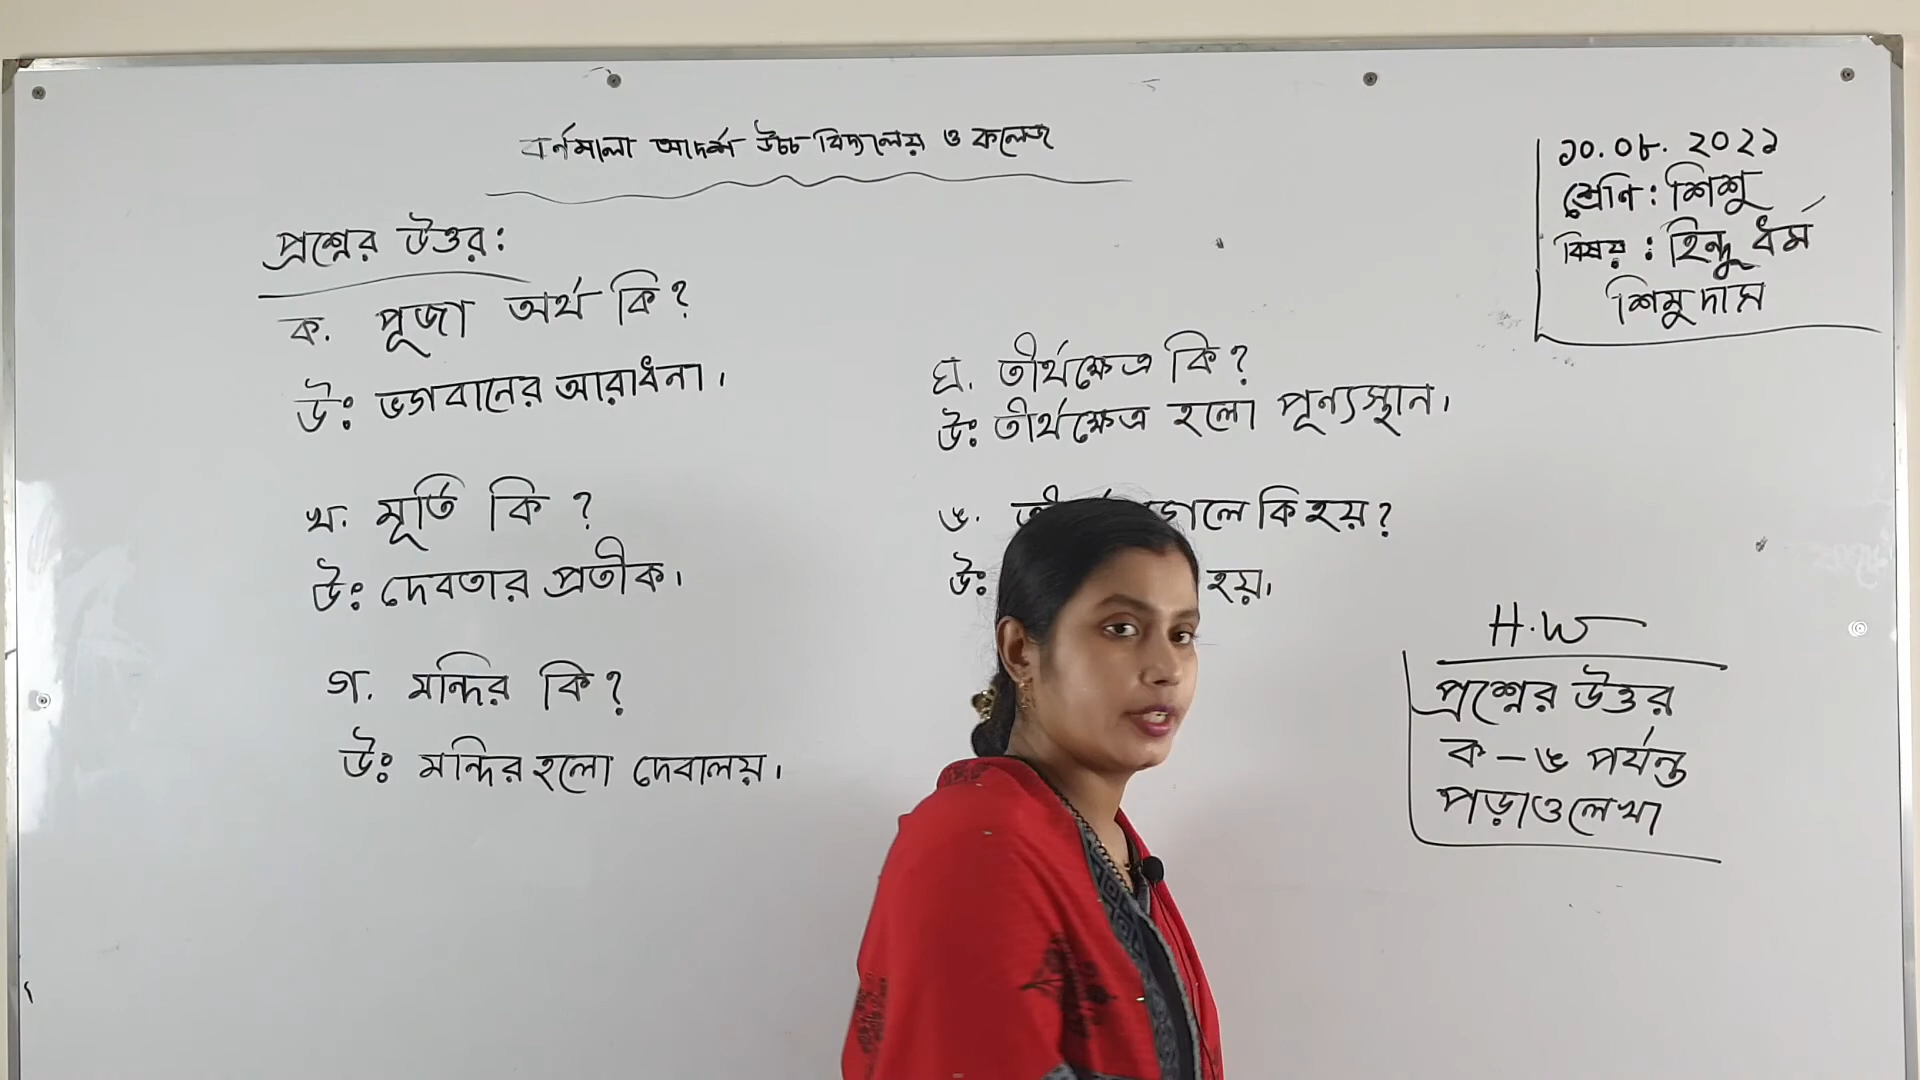 বর্ণমালা আদর্শ উচ্চ বিদ্যালয় ও কলেজ
১০.০৮.২০২১
শ্রেনি : শিশু
বিষয় : হিন্দু ধর্ম
শিমু দাস
প্রশ্নের উত্তর :
ক. পূজা অর্থ কি ?
উঃ ভগবানের আরাধনা ।
খ. মূর্তি কি ?
উঃ দেবতার প্রতীক ।
গ. মন্দির কি ?
উঃ মন্দির হলো দেবালয় ।
ঘ. তীর্থক্ষেত্র কি ?
উঃ তীর্থক্ষেত্র হলো পূন্যস্থান ।
ঙ. গেলে কি হয় ?
উঃ হয় ।
H.W
প্রশ্নের উত্তর
ক – ঙ পর্যন্ত
পড়া ও লেখা